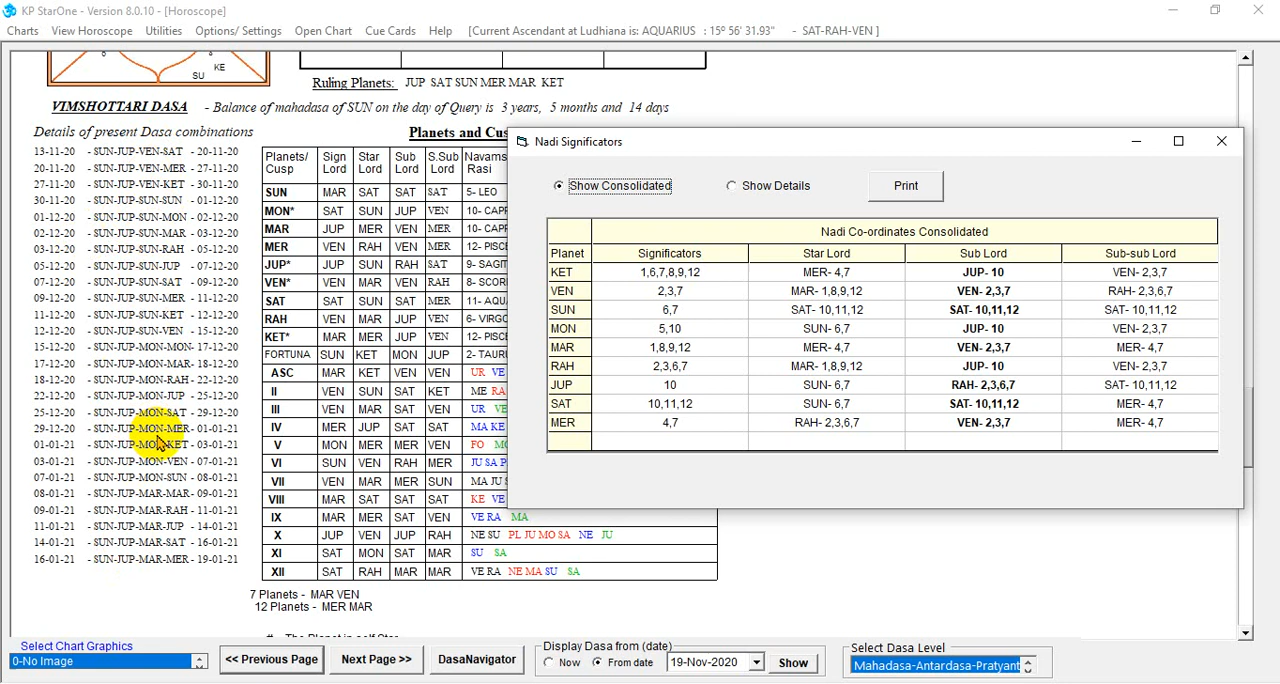 KP StarOne - Version 8.0.10 - [Horoscope]
Charts View Horoscope Utilities Options/ Settings Open Chart Cue Cards Help [Current Ascendant at Ludhiana is: AQUARIUS : 15º 56' 31.93" - SAT-RAH-VEN ]
KE
SU
Ruling Planets: JUP SAT SUN MER MAR KET
VIMSHOTTARI DASA - Balance of mahadasa of SUN on the day of Query is 3 years, 5 months and 14 days
Details of present Dasa combinations
13-11-20 - SUN-JUP-VEN-SAT - 20-11-20
20-11-20 - SUN-JUP-VEN-MER - 27-11-20
27-11-20 - SUN-JUP-VEN-KET - 30-11-20
30-11-20 - SUN-JUP-SUN-SUN - 01-12-20
01-12-20 - SUN-JUP-SUN-MON - 02-12-20
02-12-20 - SUN-JUP-SUN-MAR - 03-12-20
03-12-20 - SUN-JUP-SUN-RAH - 05-12-20
05-12-20 - SUN-JUP-SUN-JUP - 07-12-20
07-12-20 - SUN-JUP-SUN-SAT - 09-12-20
09-12-20 - SUN-JUP-SUN-MER - 11-12-20
11-12-20 - SUN-JUP-SUN-KET - 12-12-20
12-12-20 - SUN-JUP-SUN-VEN - 15-12-20
15-12-20 - SUN-JUP-MON-MON- 17-12-20
17-12-20 - SUN-JUP-MON-MAR- 18-12-20
18-12-20 - SUN-JUP-MON-RAH - 22-12-20
22-12-20 - SUN-JUP-MON-JUP - 25-12-20
25-12-20 - SUN-JUP-MON-SAT - 29-12-20
29-12-20 - SUN-JUP-MON-MER - 01-01-21
01-01-21 - SUN-JUP-MON-KET - 03-01-21
03-01-21 - SUN-JUP-MON-VEN - 07-01-21
07-01-21 - SUN-JUP-MON-SUN - 08-01-21
08-01-21 - SUN-JUP-MAR-MAR- 09-01-21
09-01-21 - SUN-JUP-MAR-RAH - 11-01-21
11-01-21 - SUN-JUP-MAR-JUP - 14-01-21
14-01-21 - SUN-JUP-MAR-SAT - 16-01-21
16-01-21 - SUN-JUP-MAR-MER- 19-01-21
Planets and Cus
Planets/ Cusp Sign Lord Star Lord Sub Lord S.Sub Lord Navams Rasi
SUN MAR SAT SAT SAT 5- LEO
MON* SAT SUN JUP VEN 10- CAPR
MAR JUP MER VEN MER 10- CAPR
MER VEN RAH VEN MER 12- PISCE
JUP* JUP SUN RAH SAT 9- SAGIT
VEN* VEN MAR VEN RAH 8- SCOR
SAT SAT SUN SAT MER 11- AQU
RAH VEN MAR JUP VEN 6- VIRGO
KET* MAR MER JUP VEN 12- PISCE
FORTUNA SUN KET MON JUP 2- TAUR
ASC MAR KET VEN VEN UR VE
II VEN SUN SAT KET ME RA
III VEN MAR SAT VEN UR VE
IV MER JUP SAT SAT MA KE
V MON MER MER VEN FO MO
VI SUN VEN RAH MER JU SA P
VII VEN MAR MER SUN MA JU S
VIII MAR SAT SAT SAT KE VE
IX MAR MER SAT VEN VE RA MA
X JUP VEN JUP RAH NE SU PL JU MO SA NE JU
XI SAT MON SAT MAR SU SA
XII SAT RAH MAR MAR VE RA NE MA SU SA
7 Planets - MAR VEN
12 Planets - MER MAR
# - The Planet in self Star
Nadi Significators
Show Consolidated Show Details Print
Nadi Co-ordinates Consolidated
Planet Significators Star Lord Sub Lord Sub-sub Lord
KET 1,6,7,8,9,12 MER- 4,7 JUP- 10 VEN- 2,3,7
VEN 2,3,7 MAR- 1,8,9,12 VEN- 2,3,7 RAH- 2,3,6,7
SUN 6,7 SAT- 10,11,12 SAT- 10,11,12 SAT- 10,11,12
MON 5,10 SUN- 6,7 JUP- 10 VEN- 2,3,7
MAR 1,8,9,12 MER- 4,7 VEN- 2,3,7 MER- 4,7
RAH 2,3,6,7 MAR- 1,8,9,12 JUP- 10 VEN- 2,3,7
JUP 10 SUN- 6,7 RAH- 2,3,6,7 SAT- 10,11,12
SAT 10,11,12 SUN- 6,7 SAT- 10,11,12 MER- 4,7
MER 4,7 RAH- 2,3,6,7 VEN- 2,3,7 MER- 4,7
Select Chart Graphics
0-No Image
<< Previous Page
Next Page >>
DasaNavigator
Display Dasa from (date)
Now From date 19-Nov-2020 Show
Select Dasa Level
Mahadasa-Antardasa-Pratyant